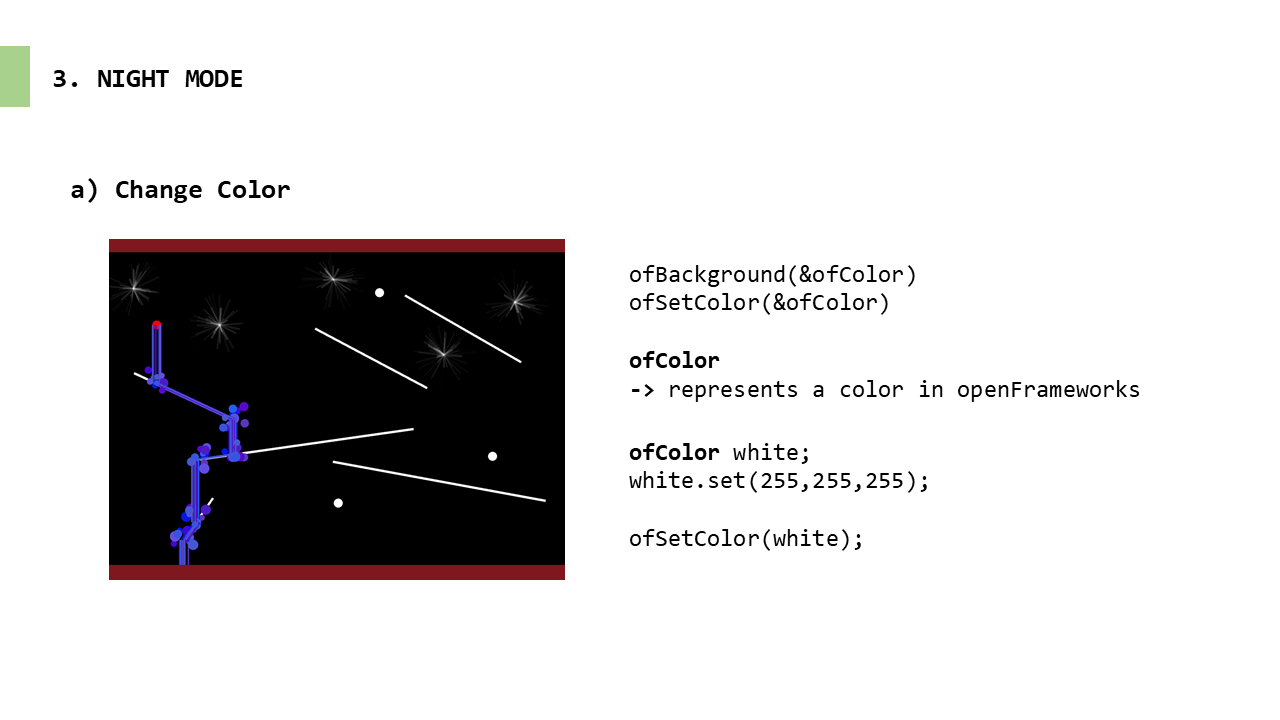 3. NIGHT MODE
a) Change Color
ofBackground(&ofColor)
ofSetColor(&ofColor)
ofColor
-> represents a color in openFrameworks
ofColor white;
white.set(255,255,255);
ofSetColor(white);